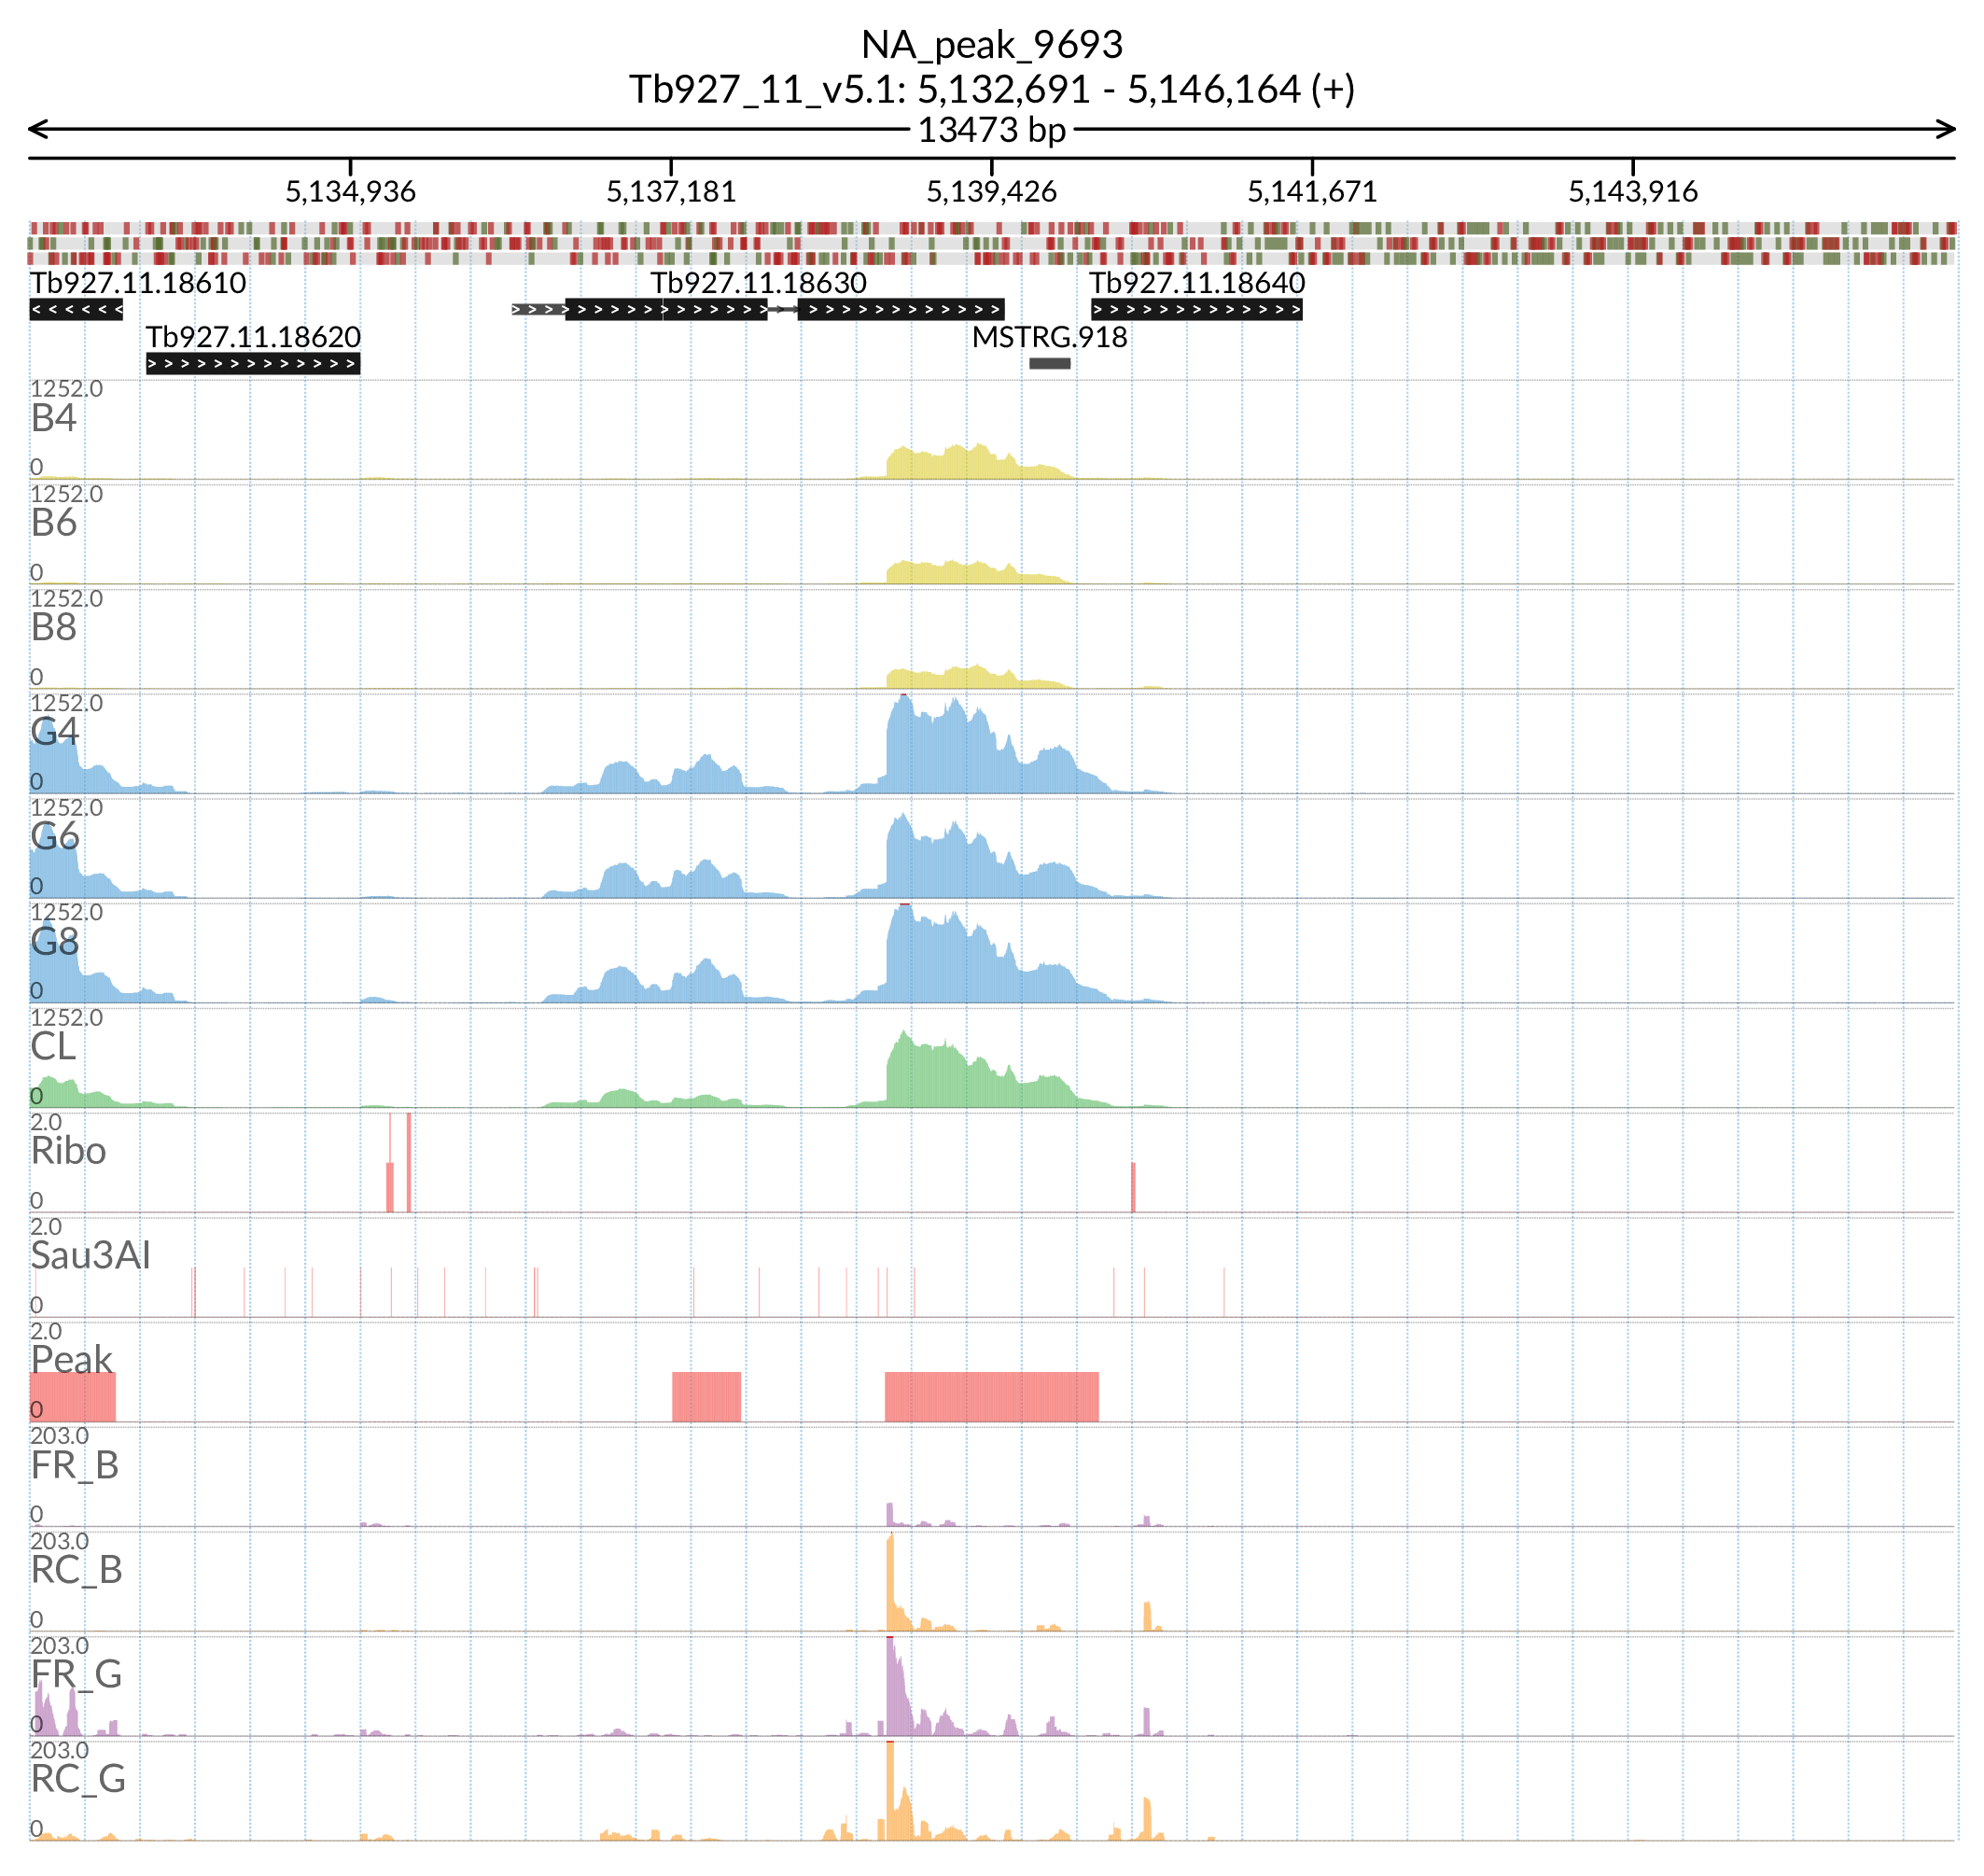 NA_peak_9693
Tb927_11_v5.1: 5,132,691 - 5,146,164 (+)
13473 bp
5,134,936 5,137,181 5,139,426 5,141,671 5,143,916
Tb927.11.18610 Tb927.11.18630 Tb927.11.18640
Tb927.11.18620 MSTRG.918
1252.0
B4
0
1252.0
B6
0
1252.0
B8
0
1252.0
G4
0
1252.0
G6
0
1252.0
G8
0
1252.0
CL
0
2.0
Ribo
0
2.0
Sau3AI
0
2.0
Peak
0
203.0
FR_B
0
203.0
RC_B
0
203.0
FR_G
0
203.0
RC_G
0